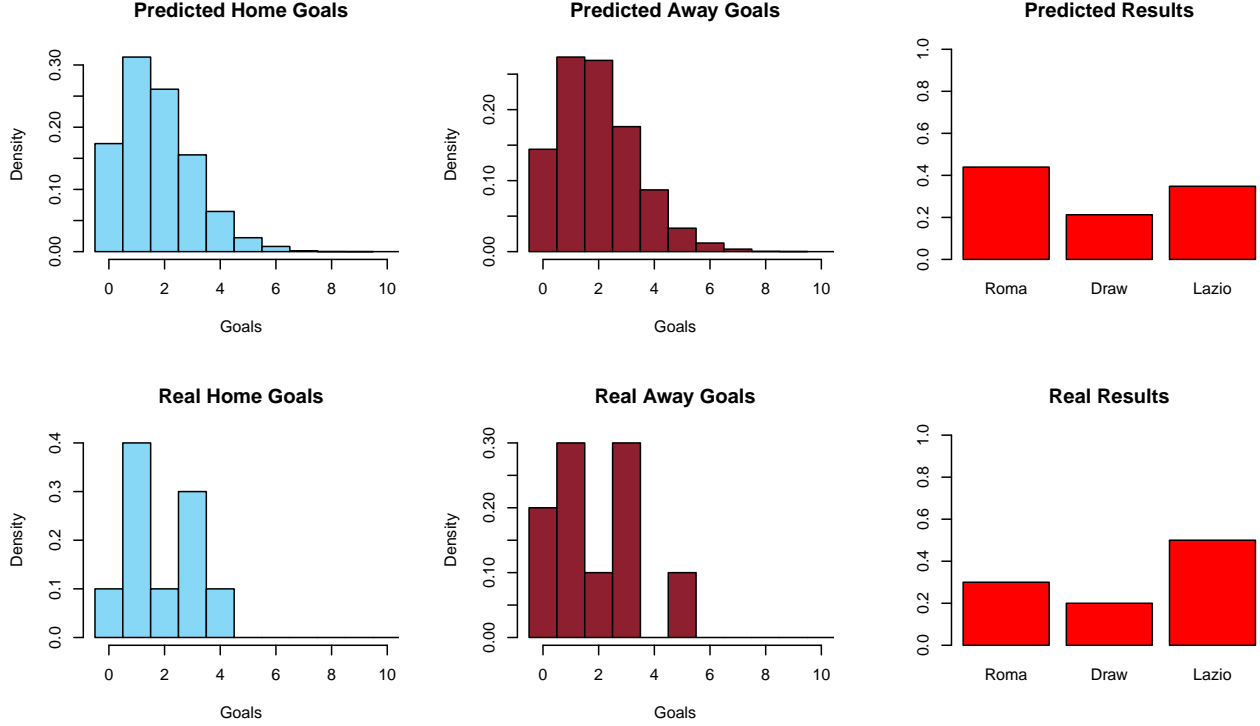 Predicted Home Goals
Density
0.00 0.10 0.20 0.30
0 2 4 6 8 10
Goals
Predicted Away Goals
Density
0.00 0.10 0.20
0 2 4 6 8 10
Goals
Predicted Results
0.0 0.2 0.4 0.6 0.8 1.0
Roma Draw Lazio
Real Home Goals
Density
0.0 0.1 0.2 0.3 0.4
0 2 4 6 8 10
Goals
Real Away Goals
Density
0.00 0.10 0.20 0.30
0 2 4 6 8 10
Goals
Real Results
0.0 0.2 0.4 0.6 0.8 1.0
Roma Draw Lazio